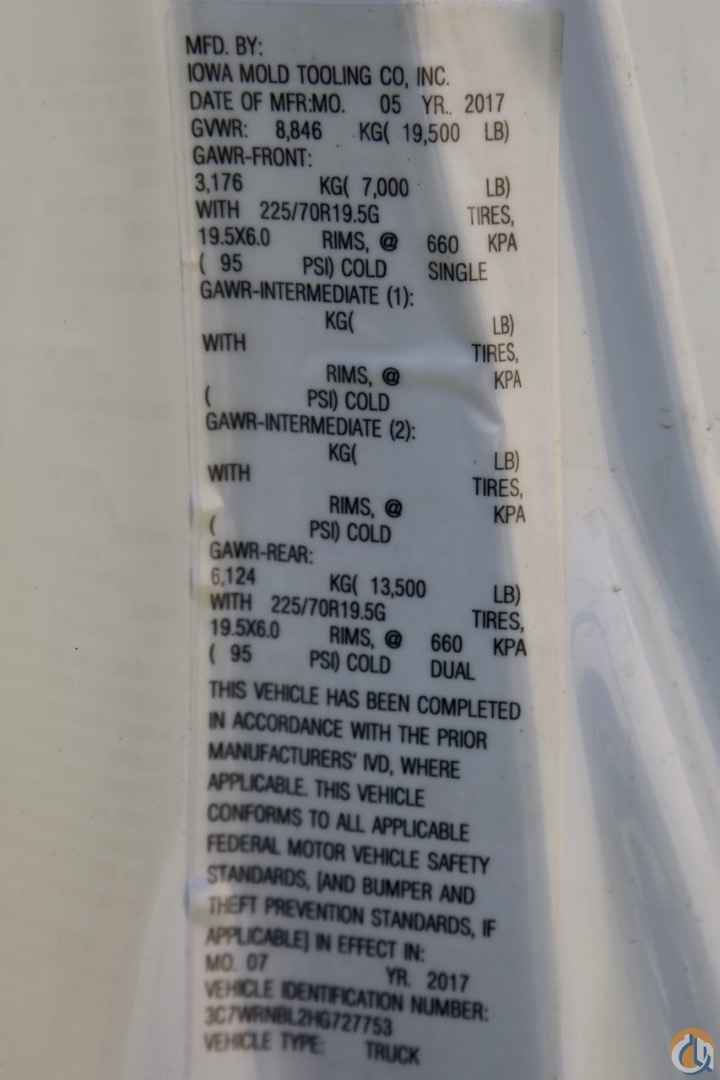 MFD. BY:
IOWA MOLD TOOLING CO, INC.
DATE OF MFR:MO. 05 YR.. 2017
GVWR: 8,846 KG( 19,500 LB)
GAWR-FRONT:
3,176 KG( 7,000 LB)
WITH 225/70R19.5G TIRES,
19.5X6.0 RIMS, @ 660 KPA
( 95 PSI) COLD SINGLE
GAWR-INTERMEDIATE (1):
KG( LB)
WITH TIRES,
RIMS, @ KPA
( PSI) COLD
GAWR-INTERMEDIATE (2):
KG( LB)
WITH TIRES,
RIMS, @ KPA
( PSI) COLD
GAWR-REAR:
6,124 KG( 13,500 LB)
WITH 225/70R19.5G TIRES,
19.5X6.0 RIMS, @ 660 KPA
( 95 PSI) COLD DUAL
THIS VEHICLE HAS BEEN COMPLETED
IN ACCORDANCE WITH THE PRIOR
MANUFACTURERS' IVD, WHERE
APPLICABLE. THIS VEHICLE
CONFORMS TO ALL APPLICABLE
FEDERAL MOTOR VEHICLE SAFETY
STANDARDS, [AND BUMPER AND
THEFT PREVENTION STANDARDS, IF
APPLICABLE] IN EFFECT IN:
MO. 07 YR. 2017
VEHICLE IDENTIFICATION NUMBER:
3C7WRNBL2HG727753
VEHICLE TYPE: TRUCK